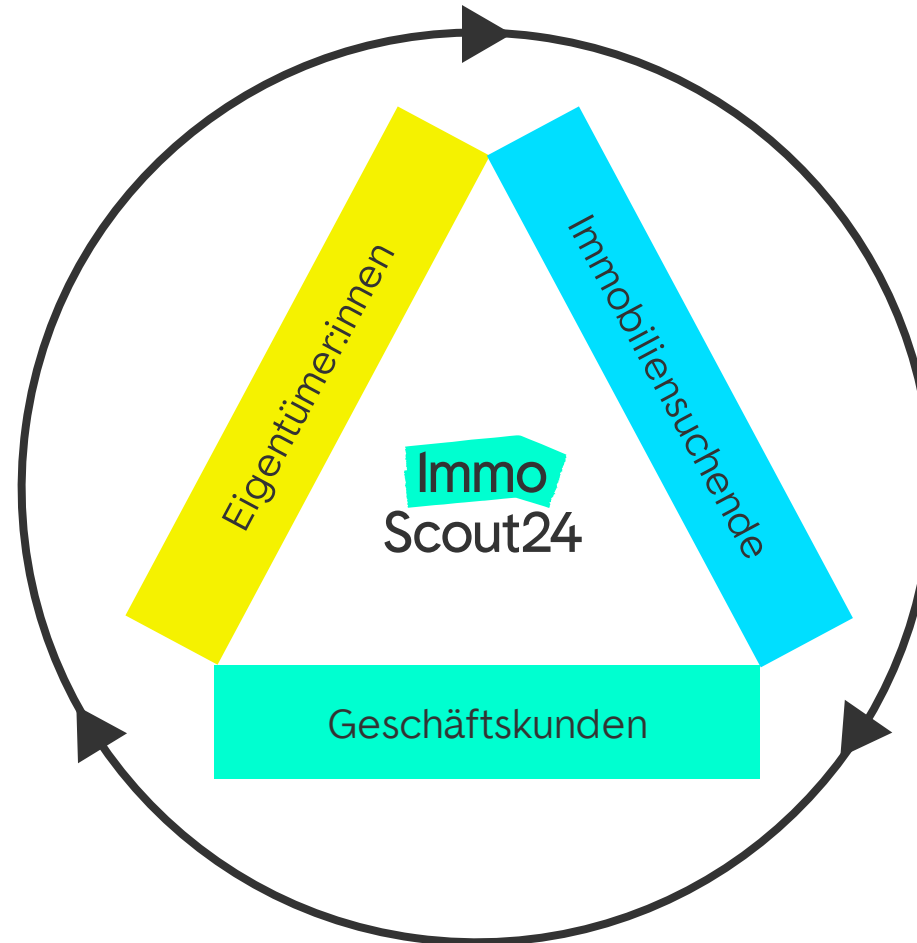 Eigentümer:innen
Immobiliensuchende
Immo
Scout24
Geschäftskunden